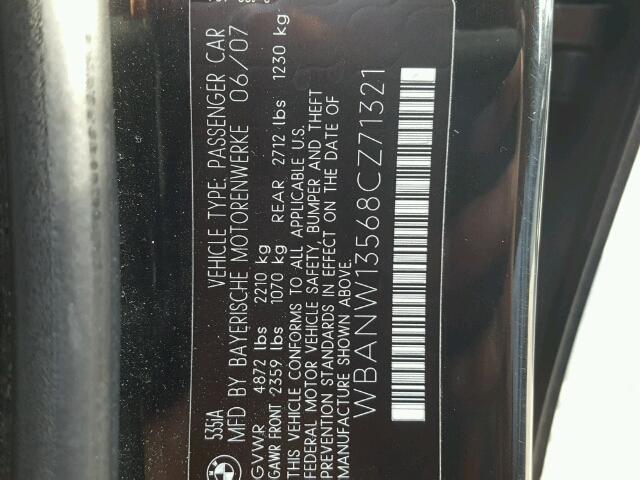 535iA VEHICLE TYPE: PASSENGER CAR
MFD BY BAYERISCHE MOTORENWERKE 06/07
GVWR 4872 lbs 2210 kg
GAWR FRONT 2359 lbs 1070 kg REAR 2712 lbs 1230 kg
THIS VEHICLE CONFORMS TO ALL APPLICABLE U.S.
FEDERAL MOTOR VEHICLE SAFETY, BUMPER AND THEFT
PREVENTION STANDARDS IN EFFECT ON THE DATE OF
MANUFACTURE SHOWN ABOVE.
WBANW13568CZ71321